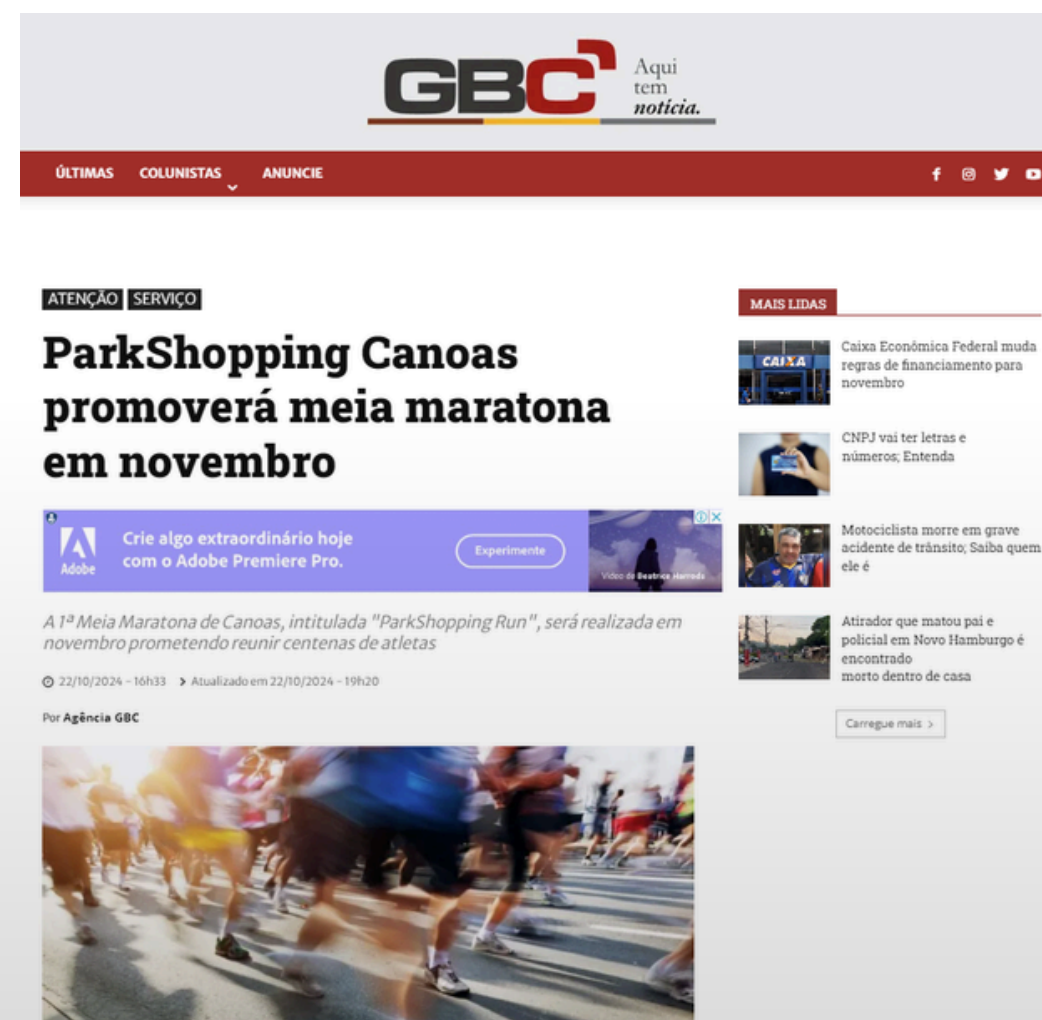 GBC
Aqui
tem
notícia.
ÚLTIMAS COLUNISTAS ANUNCIE
ATENÇÃO SERVIÇO
ParkShopping Canoas
promoverá meia maratona
em novembro
Adobe
Crie algo extraordinário hoje
com o Adobe Premiere Pro.
Experimente
Vídeo de Beatrice Harrods
A 1ª Meia Maratona de Canoas, intitulada "ParkShopping Run", será realizada em
novembro prometendo reunir centenas de atletas
22/10/2024 - 16h33 > Atualizado em 22/10/2024 - 19h20
Por Agência GBC
MAIS LIDAS
CAIXA
Caixa Econômica Federal muda
regras de financiamento para
novembro
CNPJ vai ter letras e
números; Entenda
Motociclista morre em grave
acidente de trânsito; Saiba quem
ele é
Atirador que matou pai e
policial em Novo Hamburgo é
encontrado
morto dentro de casa
Carregue mais >